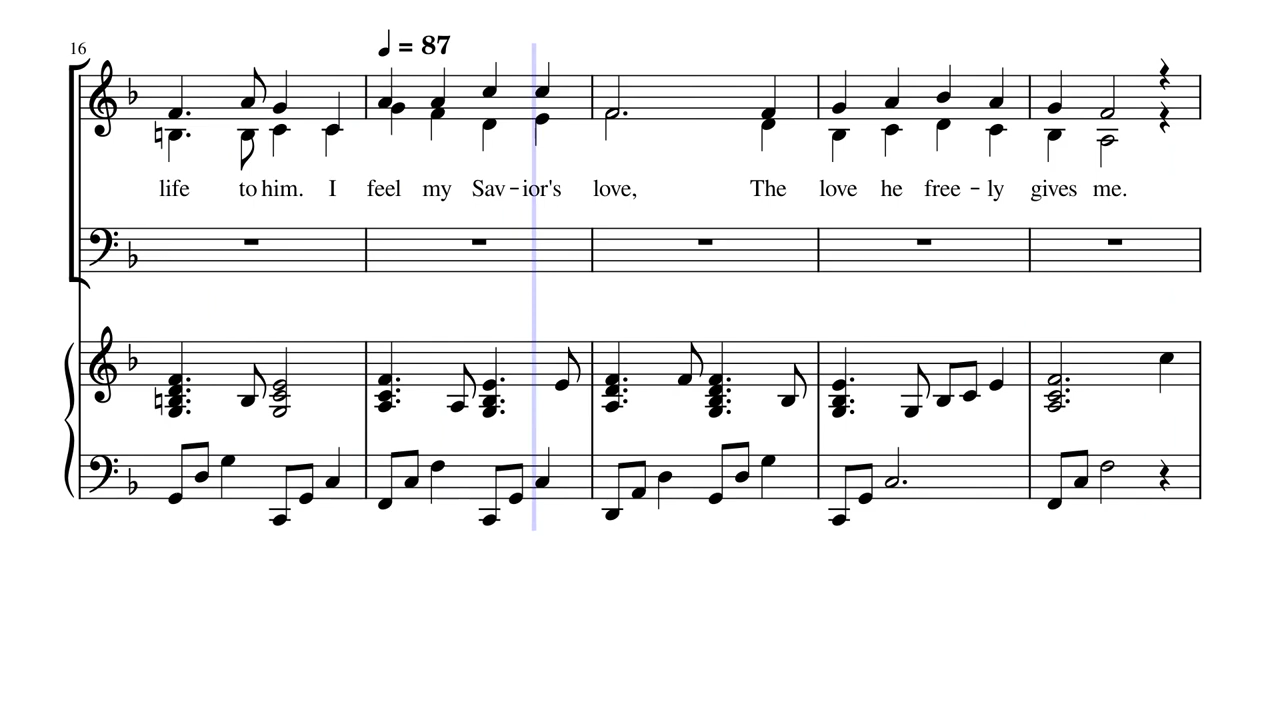 16
♩ = 87
life to him. I feel my Sav - ior's love, The love he free - ly gives me.